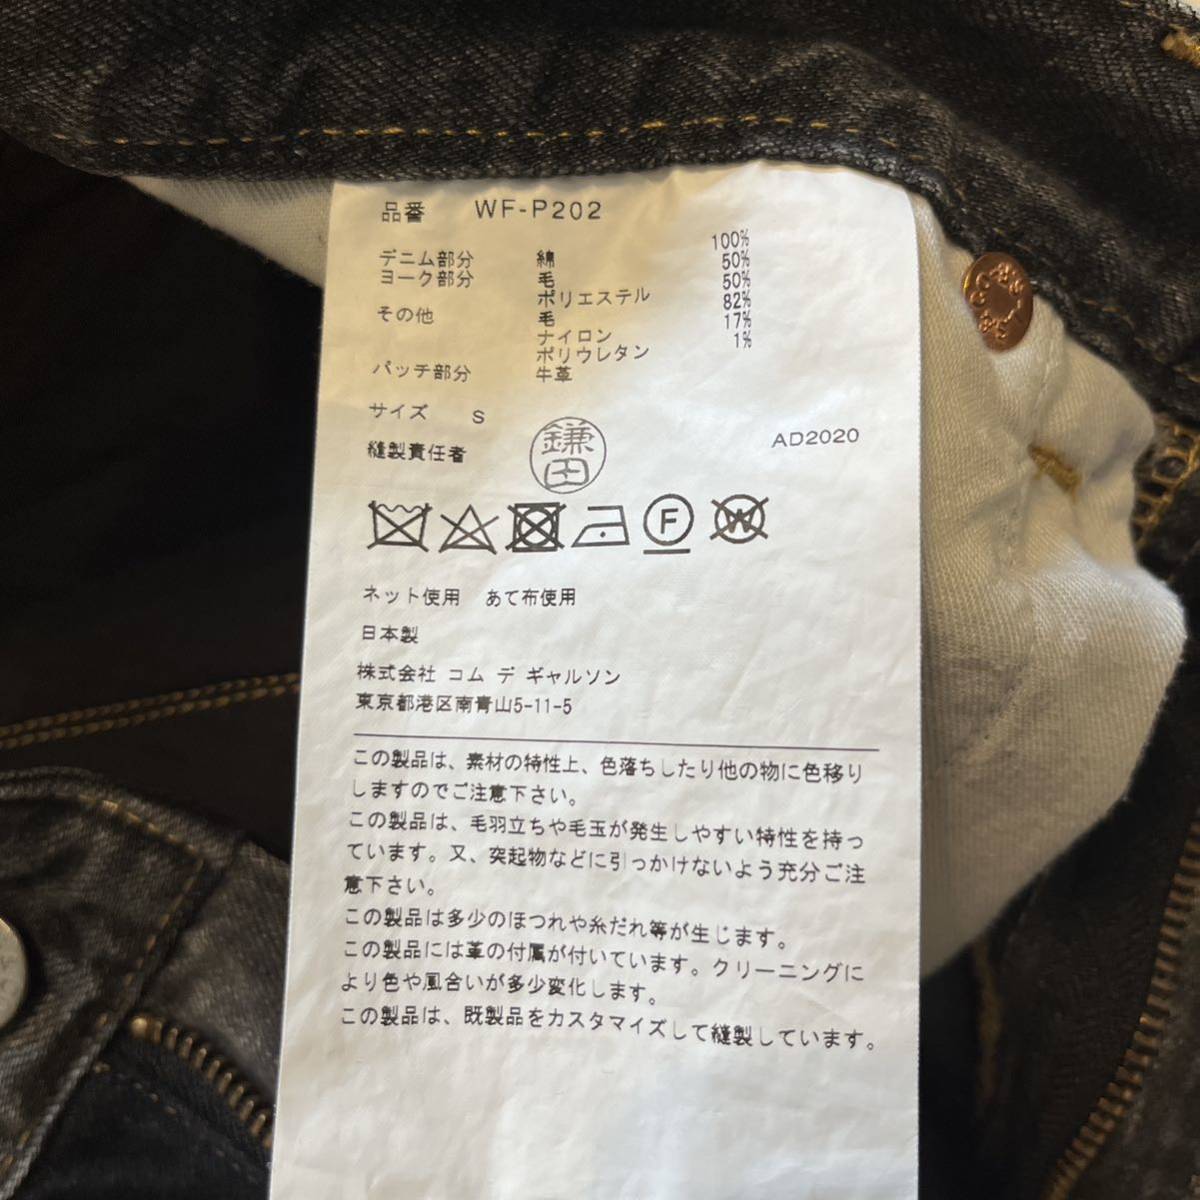 品番 WF-P202
デニム部分 綿 100%
ヨーク部分 毛 50%
ポリエステル 50%
その他 毛 82%
ナイロン 17%
ポリウレタン 1%
パッチ部分 牛革
サイズ S
縫製責任者 鎌田 AD2020
F W
ネット使用 あて布使用
日本製
株式会社 コム デ ギャルソン
東京都港区南青山5-11-5
この製品は、素材の特性上、色落ちしたり他の物に色移り
しますのでご注意下さい。
この製品は、毛羽立ちや毛玉が発生しやすい特性を持っ
ています。又、突起物などに引っかけないよう充分ご注
意下さい。
この製品は多少のほつれや糸だれ等が生じます。
この製品には革の付属が付いています。クリーニングに
より色や風合いが多少変化します。
この製品は、既製品をカスタマイズして縫製しています。